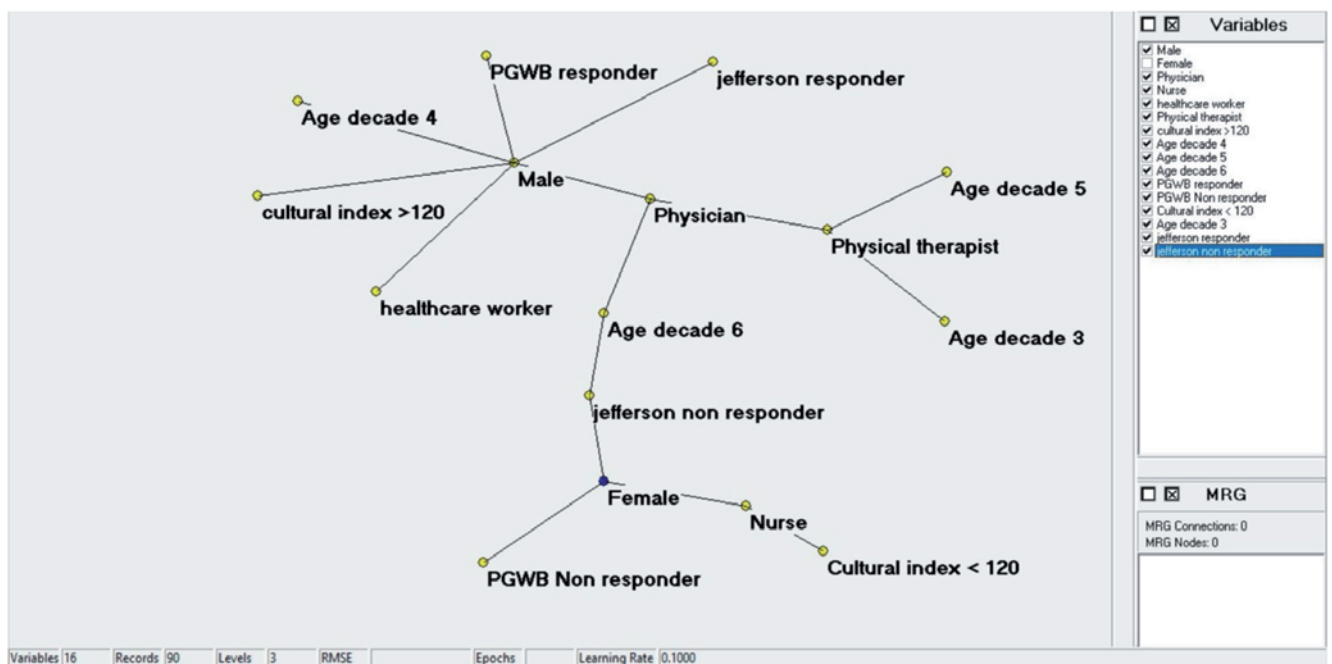 PGWB responder
jefferson responder
Age decade 4
Male
cultural index >120
Physician
Age decade 5
Physical therapist
healthcare worker
Age decade 6
Age decade 3
jefferson non responder
Female
Nurse
PGWB Non responder
Cultural index < 120
Variables
Male
Female
Physician
Nurse
healthcare worker
Physical therapist
cultural index >120
Age decade 4
Age decade 5
Age decade 6
PGWB responder
PGWB Non responder
Cultural index < 120
Age decade 3
jefferson responder
jefferson non responder
MRG
MRG Connections: 0
MRG Nodes: 0
Variables 16 Records 90 Levels 3 RMSE Epochs Learning Rate 0.1000